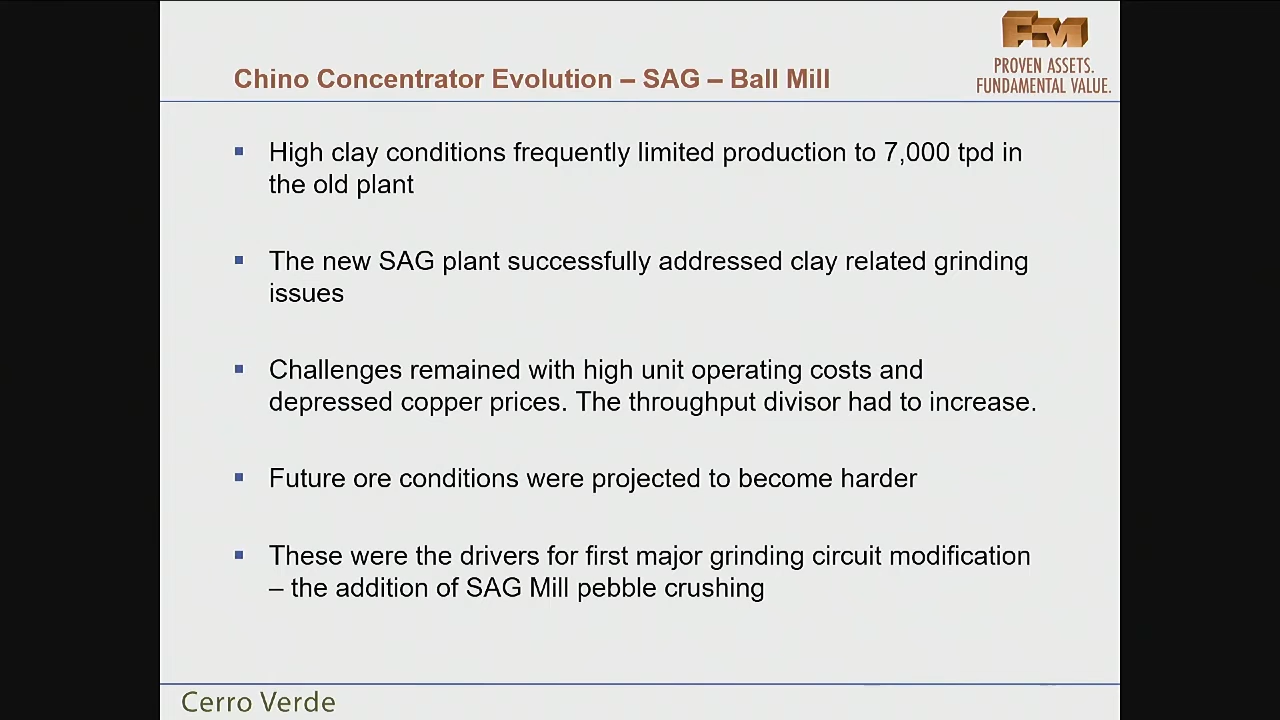 FM
PROVEN ASSETS.
FUNDAMENTAL VALUE.
Chino Concentrator Evolution – SAG – Ball Mill
▪ High clay conditions frequently limited production to 7,000 tpd in
the old plant
▪ The new SAG plant successfully addressed clay related grinding
issues
▪ Challenges remained with high unit operating costs and
depressed copper prices. The throughput divisor had to increase.
▪ Future ore conditions were projected to become harder
▪ These were the drivers for first major grinding circuit modification
– the addition of SAG Mill pebble crushing
Cerro Verde